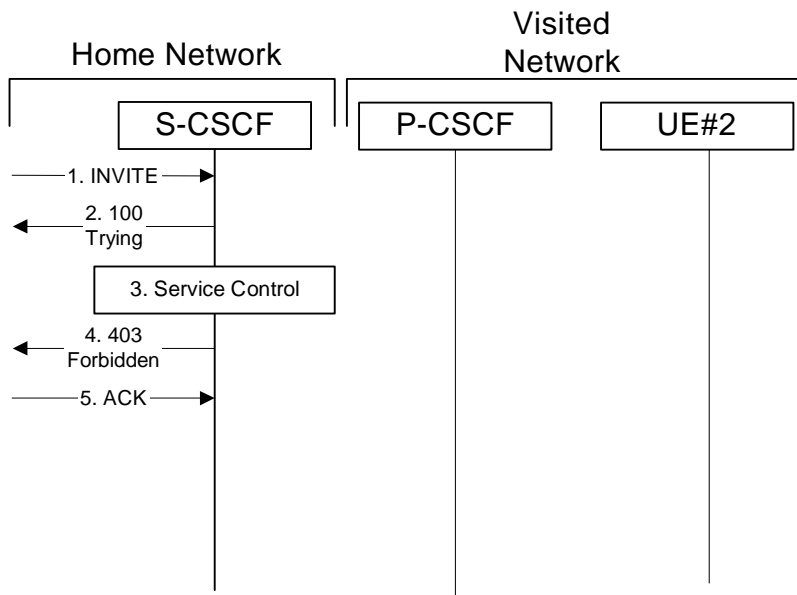 Visited
Network
Home Network
S-CSCF
P-CSCF
UE#2
1. INVITE
2. 100
Trying
3. Service Control
4. 403
Forbidden
5. ACK